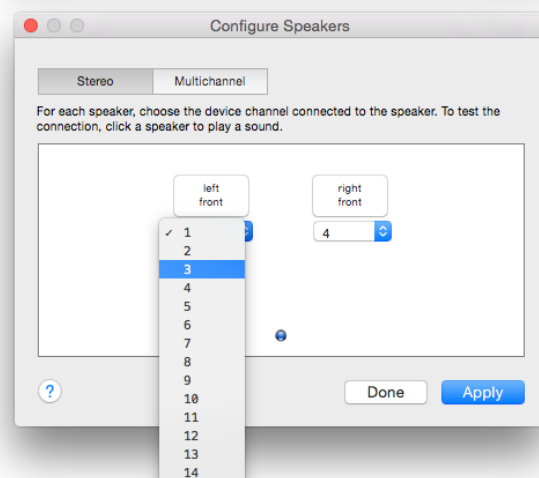 Configure Speakers
Stereo Multichannel
For each speaker, choose the device channel connected to the speaker. To test the
connection, click a speaker to play a sound.
left
front
right
front
✓ 1
4
2
3
4
5
6
7
8
9
10
11
12
13
14
? Done Apply